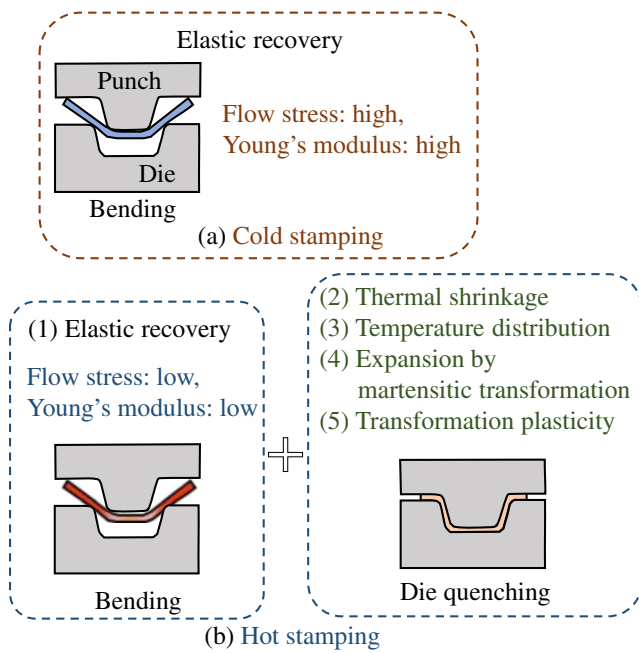 Elastic recovery
Punch
Flow stress: high,
Young's modulus: high
Die
Bending
(a) Cold stamping
(1) Elastic recovery
Flow stress: low,
Young's modulus: low
Bending
(2) Thermal shrinkage
(3) Temperature distribution
(4) Expansion by
martensitic transformation
(5) Transformation plasticity
Die quenching
(b) Hot stamping